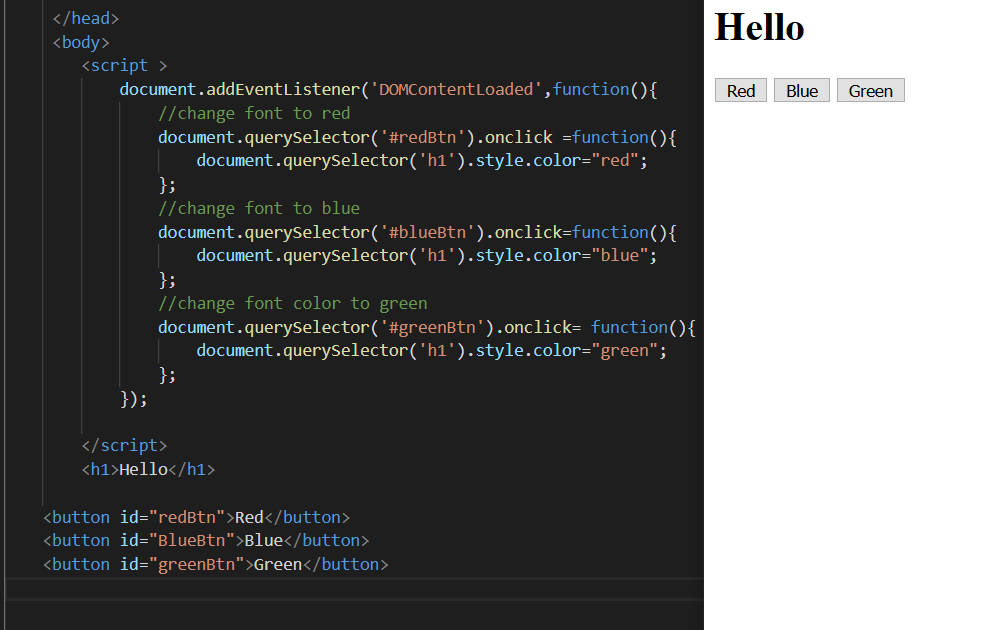 </head>
<body>
<script >
document.addEventListener('DOMContentLoaded',function(){
//change font to red
document.querySelector('#redBtn').onclick =function(){
document.querySelector('h1').style.color="red";
};
//change font to blue
document.querySelector('#blueBtn').onclick=function(){
document.querySelector('h1').style.color="blue";
};
//change font color to green
document.querySelector('#greenBtn').onclick= function(){
document.querySelector('h1').style.color="green";
};
});
</script>
<h1>Hello</h1>
<button id="redBtn">Red</button>
<button id="BlueBtn">Blue</button>
<button id="greenBtn">Green</button>
Hello
Red Blue Green